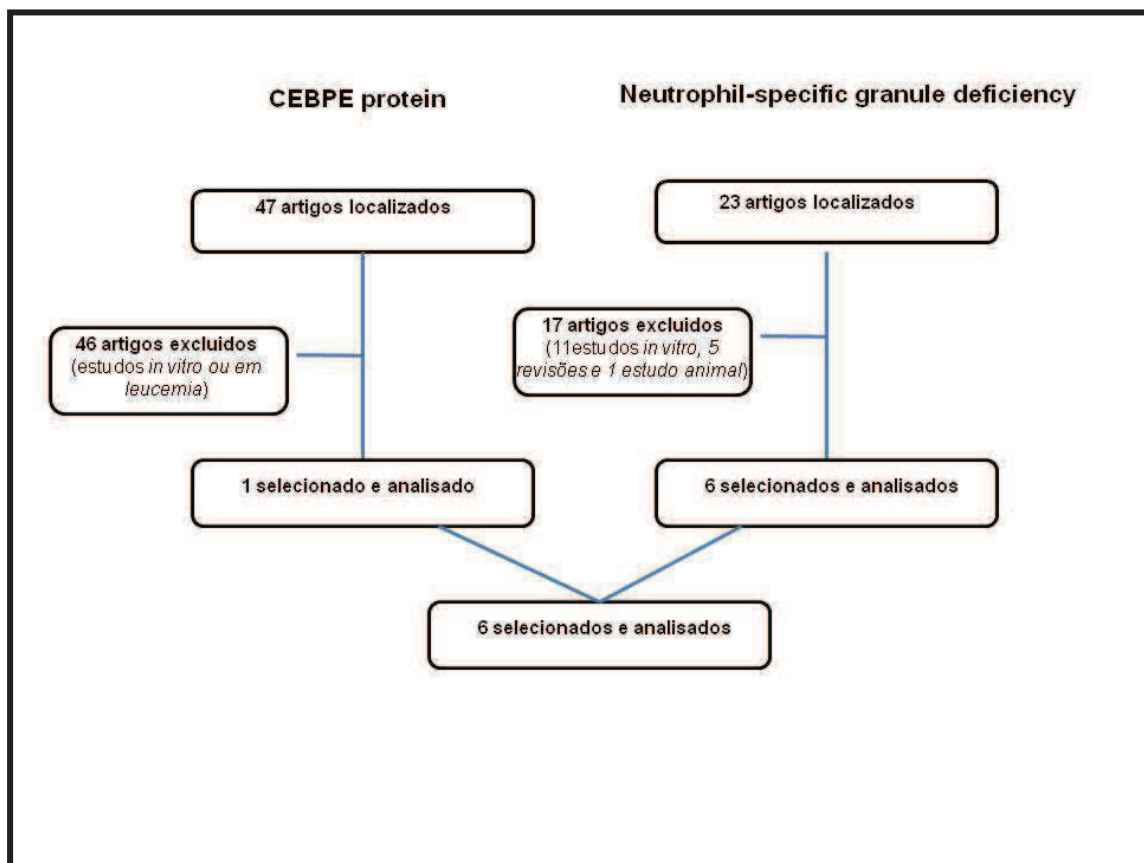 CEBPE protein
Neutrophil-specific granule deficiency
47 artigos localizados
23 artigos localizados
46 artigos excluidos
(estudos in vitro ou em
leucemia)
17 artigos excluidos
(11estudos in vitro, 5
revisões e 1 estudo animal)
1 selecionado e analisado
6 selecionados e analisados
6 selecionados e analisados